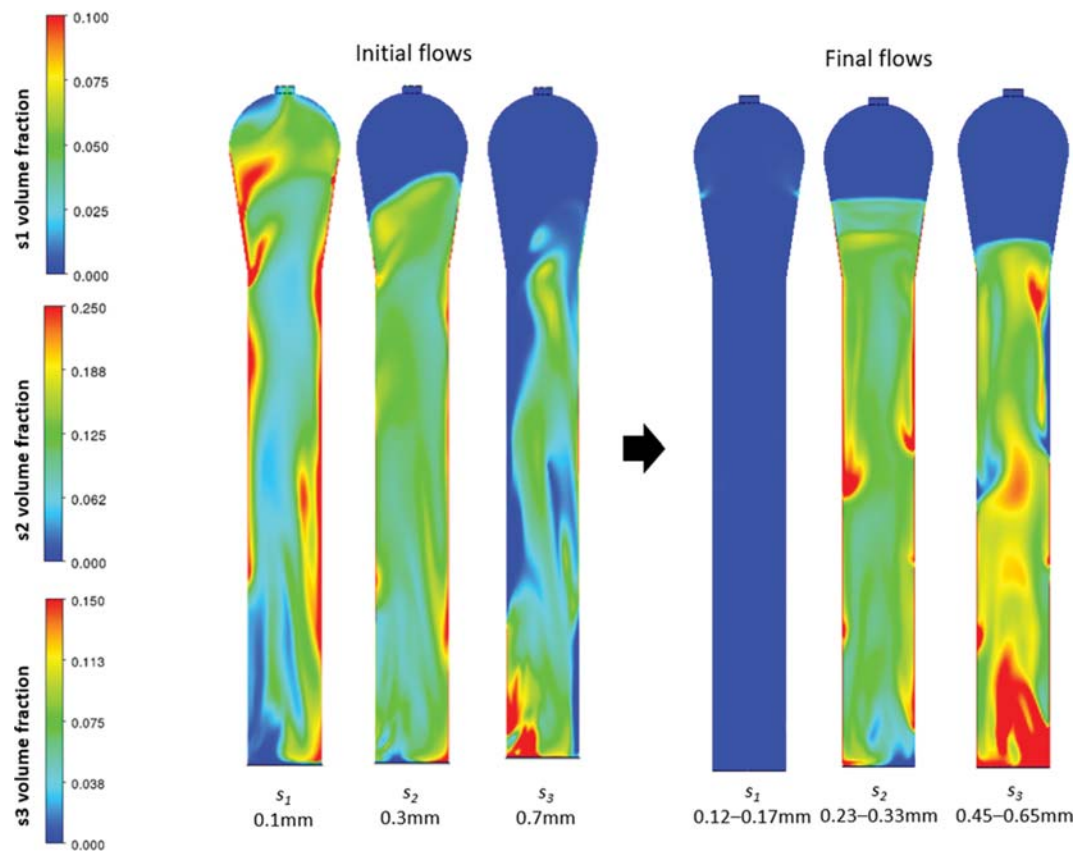 Initial flows
Final flows
s1 volume fraction
0.100
0.075
0.050
0.025
0.000
s2 volume fraction
0.250
0.188
0.125
0.062
0.000
s3 volume fraction
0.150
0.113
0.075
0.038
0.000
s1
0.1mm
s2
0.3mm
s3
0.7mm
s1
0.12–0.17mm
s2
0.23–0.33mm
s3
0.45–0.65mm